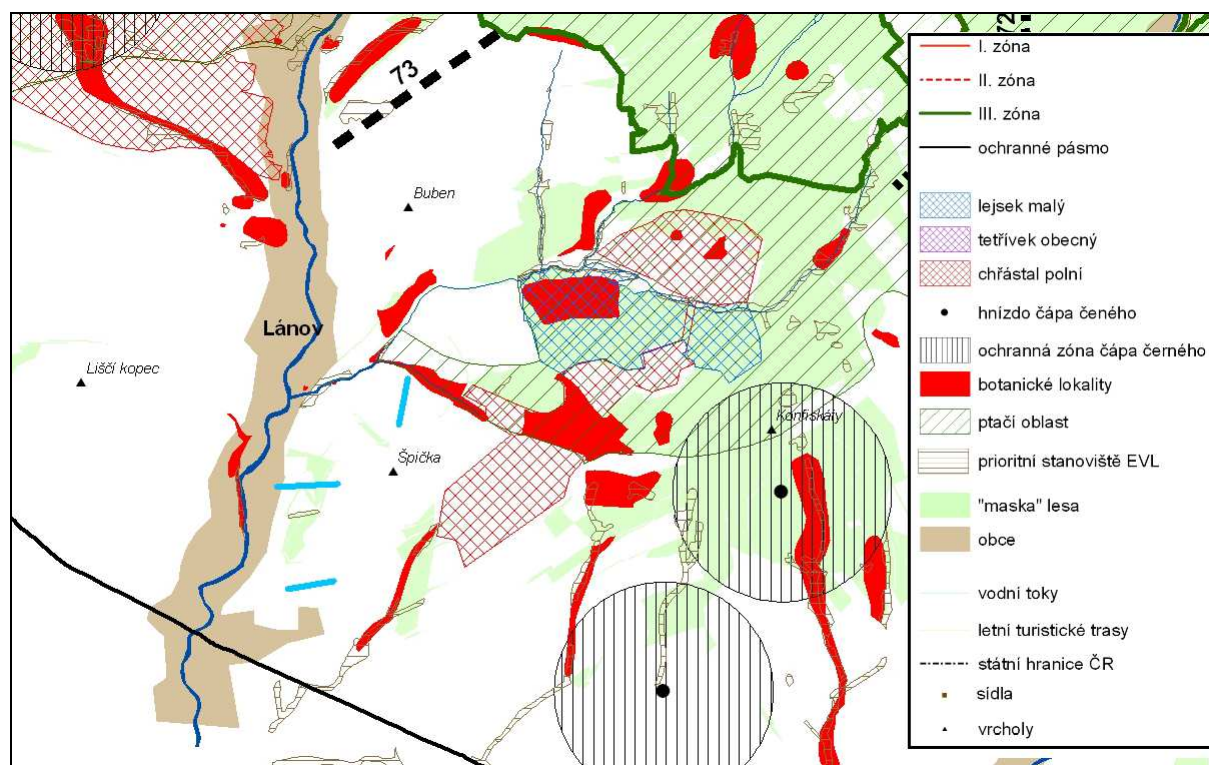 73
72
Buben
Lánov
Liščí kopec
Špička
Konfiskáty
I. zóna
II. zóna
III. zóna
ochranné pásmo
lejsek malý
tetřívek obecný
chřástal polní
hnízdo čápa čeného
ochranná zóna čápa černého
botanické lokality
ptačí oblast
prioritní stanoviště EVL
"maska" lesa
obce
vodní toky
letní turistické trasy
státní hranice ČR
sídla
vrcholy